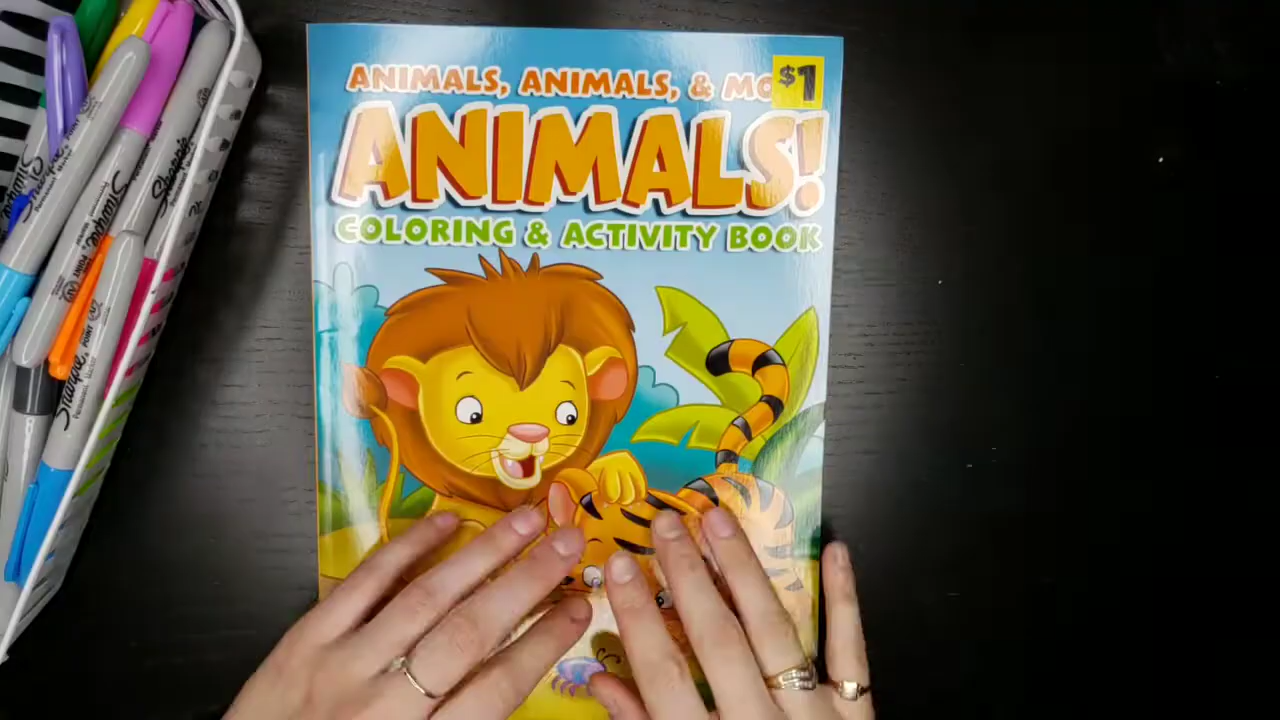 ANIMALS, ANIMALS, & MO
$1
ANIMALS!
COLORING & ACTIVITY BOOK
Sharpie
Sharpie
Sharpie
Sharpie